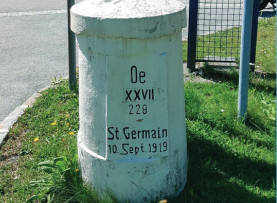 Oe
XXVII
228
St. Germain
10. Sept. 1919